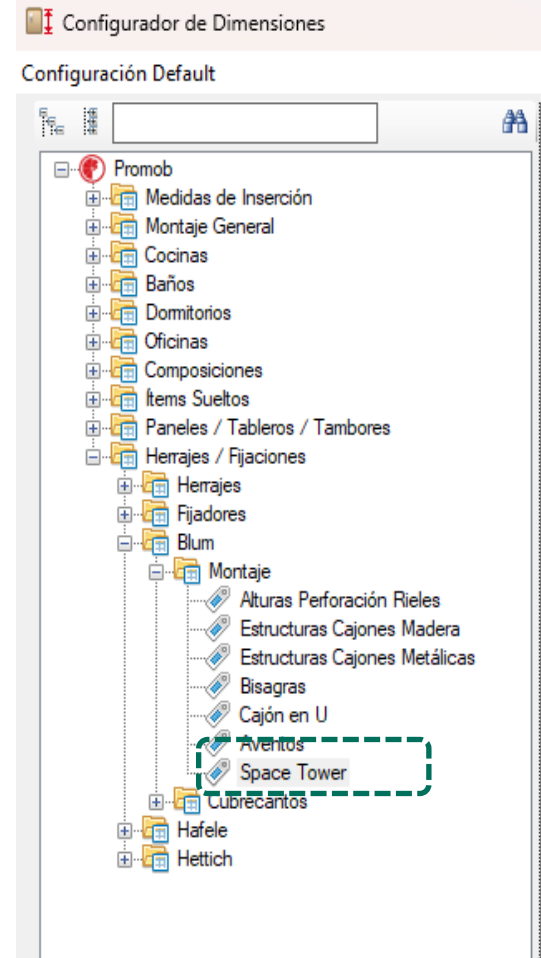 Configurador de Dimensiones
Configuración Default
Promob
Medidas de Inserción
Montaje General
Cocinas
Baños
Dormitorios
Oficinas
Composiciones
Ítems Sueltos
Paneles / Tableros / Tambores
Herrajes / Fijaciones
Herrajes
Fijadores
Blum
Montaje
Alturas Perforación Rieles
Estructuras Cajones Madera
Estructuras Cajones Metálicas
Bisagras
Cajón en U
Aventos
Space Tower
Cubrecantos
Hafele
Hettich